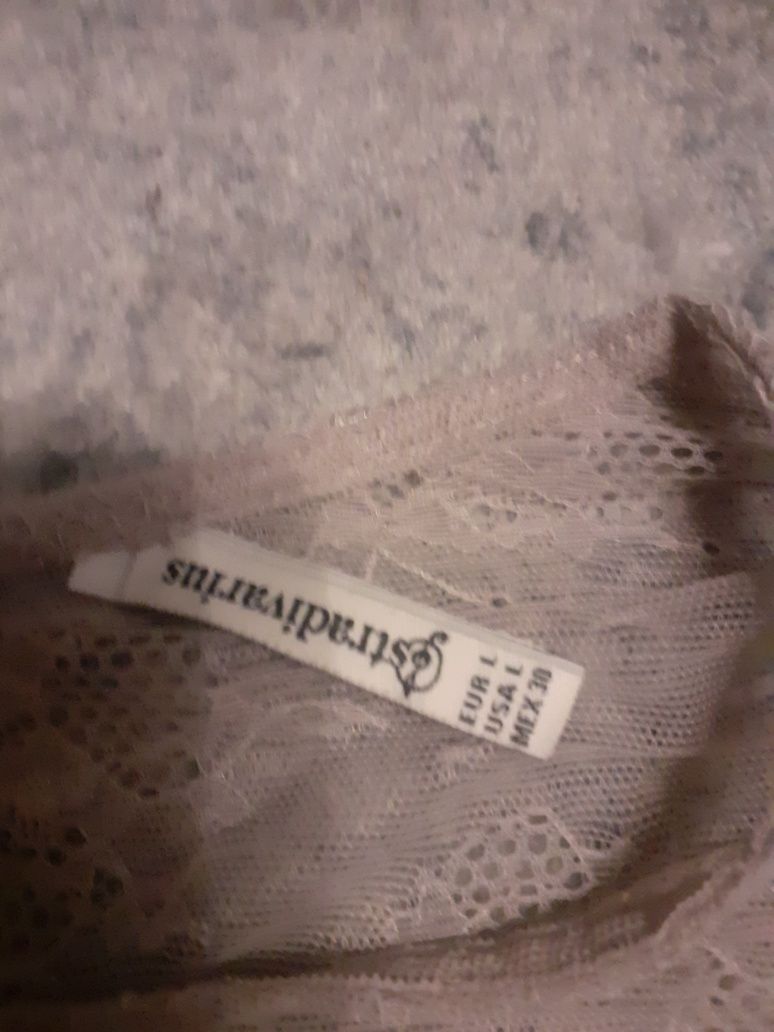 stradivarius
EUR L
USA L
MEX 30